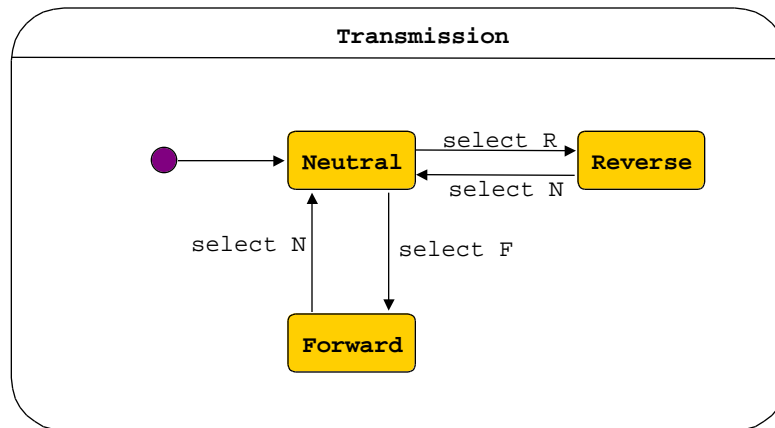 Transmission
select R
Neutral
Reverse
select N
select N
select F
Forward